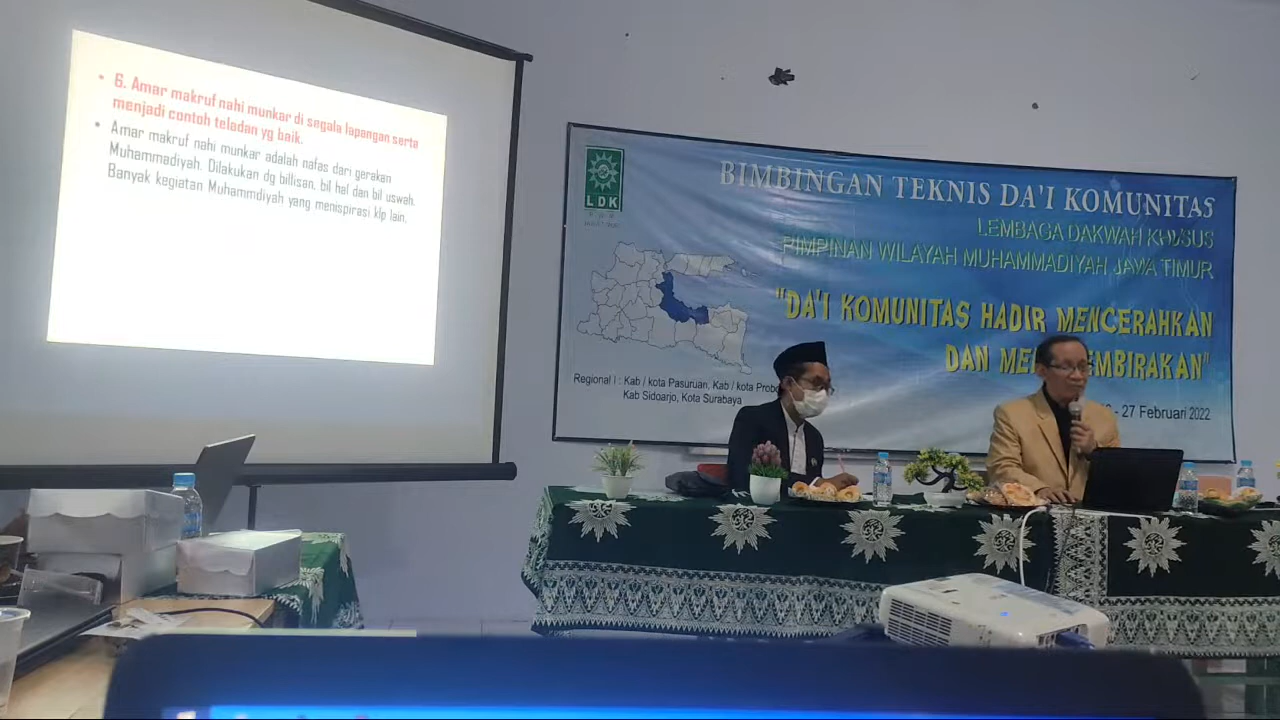 6. Amar makruf nahi munkar di segala lapangan serta
menjadi contoh teladan yg baik.
Amar makruf nahi munkar adalah nafas dari gerakan
Muhammadiyah. Dilakukan dg billisan, bil hal dan bil uswah.
Banyak kegiatan Muhammdiyah yang menispirasi klp lain.
LDK
BIMBINGAN TEKNIS DA'I KOMUNITAS
LEMBAGA DAKWAH KHUSUS
PIMPINAN WILAYAH MUHAMMADIYAH JAWA TIMUR
"DA'I KOMUNITAS HADIR MENCERAHKAN
DAN EMBIRAKAN"
Regional I : Kab / kota Pasuruan, Kab / kota
Kab Sidoarjo, Kota Surabaya
- 27 Februari 2022